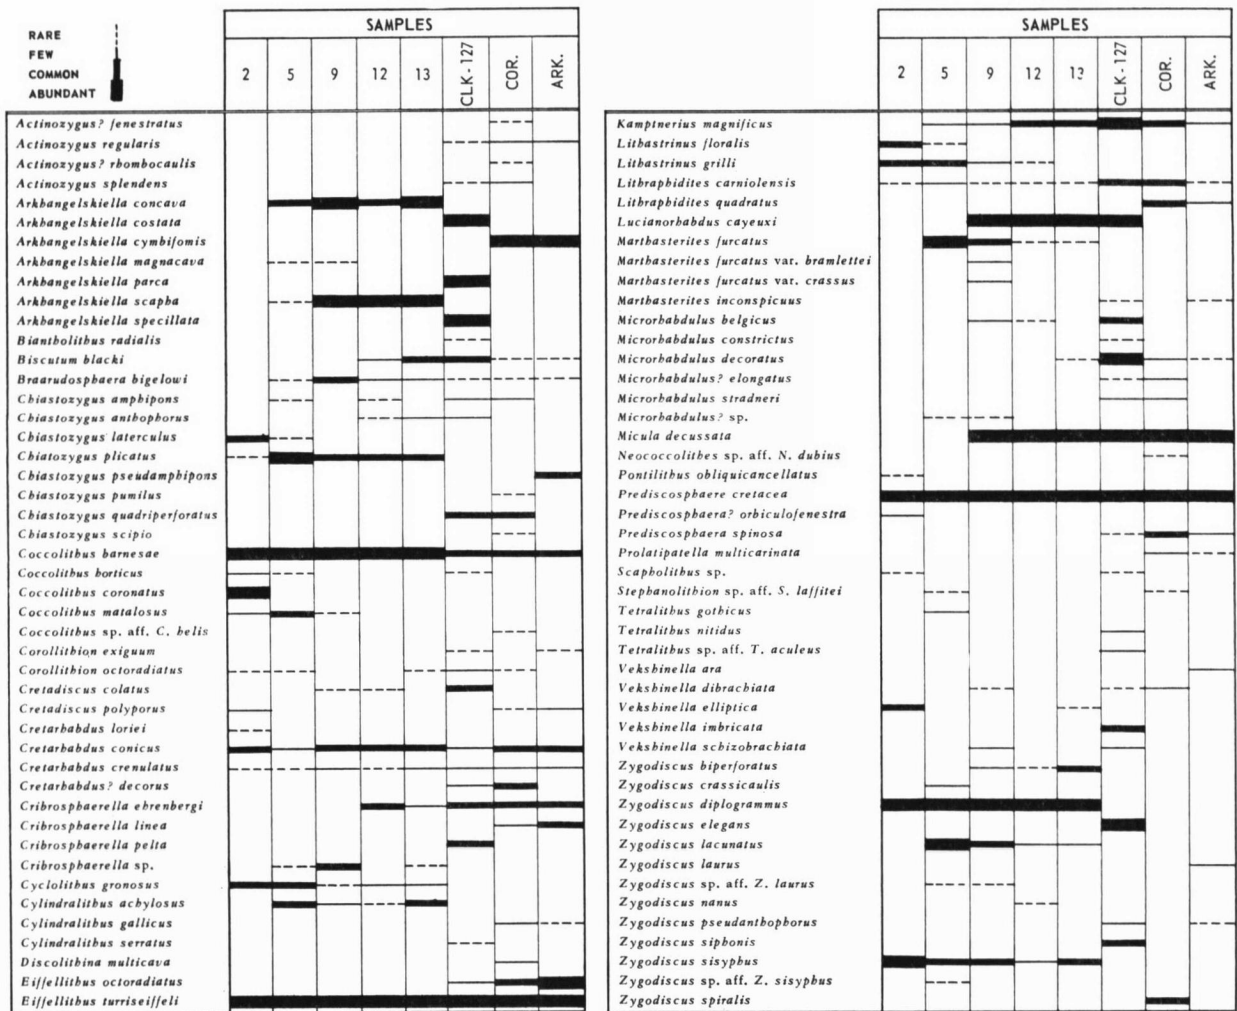 RARE
FEW
COMMON
ABUNDANT
SAMPLES
2 5 9 12 13 CLK-127 COR. ARK.
Actinozygus? fenestratus
Actinozygus regularis
Actinozygus? rhombocaulis
Actinozygus splendens
Arkhangelskiella concava
Arkhangelskiella costata
Arkhangelskiella cymbifomis
Arkhangelskiella magnacava
Arkhangelskiella parca
Arkhangelskiella scapha
Arkhangelskiella specillata
Biantholithus radialis
Biscutum blacki
Braarudosphaera bigelowi
Chiastozygus amphipons
Chiastozygus anthophorus
Chiastozygus laterculus
Chiatozygus plicatus
Chiastozygus pseudamphipons
Chiastozygus pumilus
Chiastozygus quadriperforatus
Chiastozygus scipio
Coccolithus barnesae
Coccolithus horticus
Coccolithus coronatus
Coccolithus matalosus
Coccolithus sp. aff. C. helis
Corollithion exiguum
Corollithion octoradiatus
Cretadiscus colatus
Cretadiscus polyporus
Cretarhabdus loriei
Cretarhabdus conicus
Cretarhabdus crenulatus
Cretarhabdus? decorus
Cribrosphaerella ehrenbergi
Cribrosphaerella linea
Cribrosphaerella pelta
Cribrosphaerella sp.
Cyclolithus gronosus
Cylindralithus achylosus
Cylindralithus gallicus
Cylindralithus serratus
Discolithina multicava
Eiffellithus octoradiatus
Eiffellithus turriseiffeli
SAMPLES
2 5 9 12 13 CLK-127 COR. ARK.
Kamptnerius magnificus
Lithastrinus floralis
Lithastrinus grilli
Lithraphidites carniolensis
Lithraphidites quadratus
Lucianorhabdus cayeuxi
Marthasterites furcatus
Marthasterites furcatus var. bramlettei
Marthasterites furcatus var. crassus
Marthasterites inconspicuus
Microrhabdulus belgicus
Microrhabdulus constrictus
Microrhabdulus decoratus
Microrhabdulus? elongatus
Microrhabdulus stradneri
Microrhabdulus? sp.
Micula decussata
Neococcolithes sp. aff. N. dubius
Pontilithus obliquicancellatus
Prediscosphaere cretacea
Prediscosphaera? orbiculofenestra
Prediscosphaera spinosa
Prolatipatella multicarinata
Scapholithus sp.
Stephanolithion sp. aff. S. laffitei
Tetralithus gothicus
Tetralithus nitidus
Tetralithus sp. aff. T. aculeus
Vekshinella ara
Vekshinella dibrachiata
Vekshinella elliptica
Vekshinella imbricata
Vekshinella schizobrachiata
Zygodiscus biperforatus
Zygodiscus crassicaulis
Zygodiscus diplogrammus
Zygodiscus elegans
Zygodiscus lacunatus
Zygodiscus laurus
Zygodiscus sp. aff. Z. laurus
Zygodiscus nanus
Zygodiscus pseudanthophorus
Zygodiscus siphonis
Zygodiscus sisyphus
Zygodiscus sp. aff. Z. sisyphus
Zygodiscus spiralis